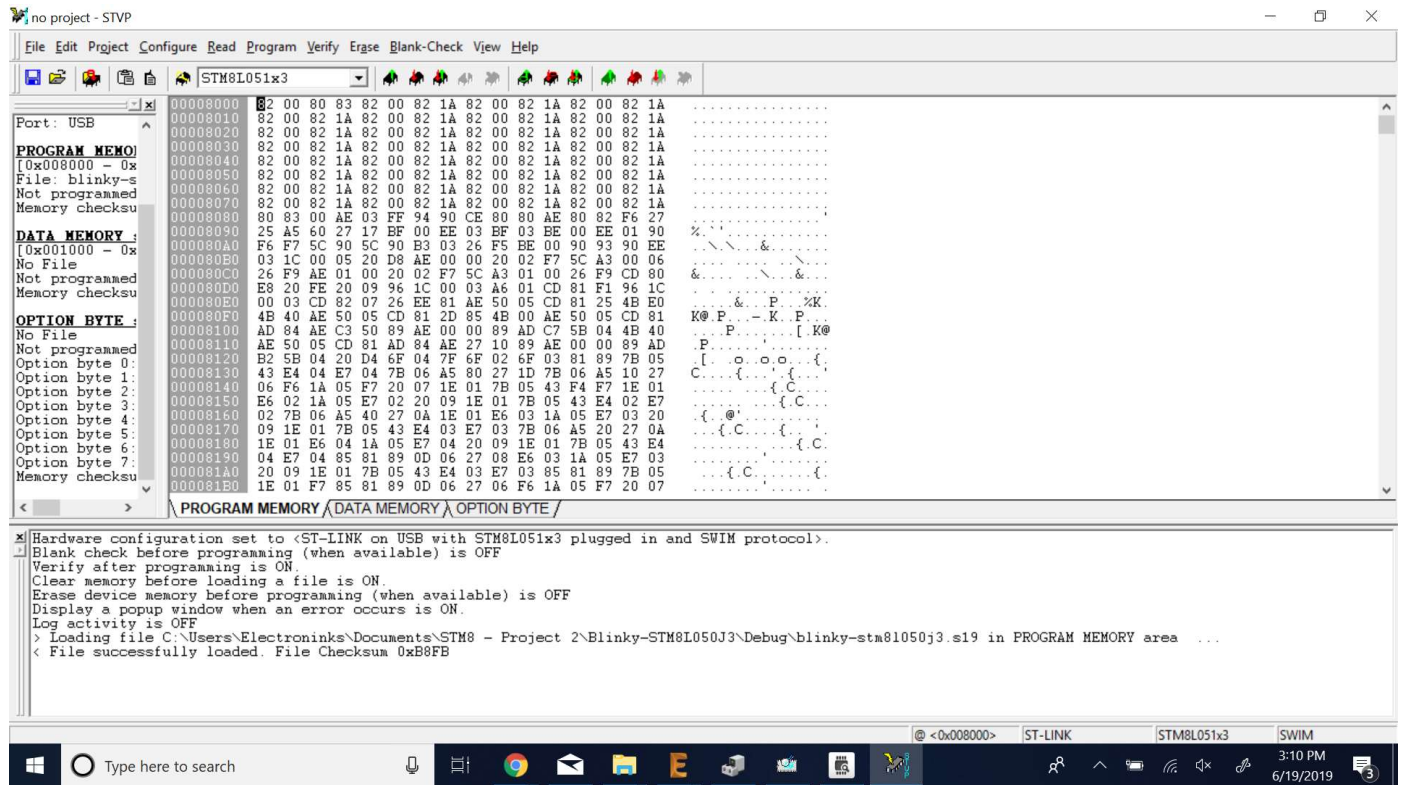 no project - STVP
File Edit Project Configure Read Program Verify Erase Blank-Check View Help
STM8L051x3
Port: USB
PROGRAM MEMO
[0x008000 - 0x
File: blinky-s
Not programmed
Memory checksu
DATA MEMORY :
[0x001000 - 0x
No File
Not programmed
Memory checksu
OPTION BYTE :
No File
Not programmed
Option byte 0:
Option byte 1:
Option byte 2:
Option byte 3:
Option byte 4:
Option byte 5:
Option byte 6:
Option byte 7:
Memory checksu
00008000 82 00 80 83 82 00 82 1A 82 00 82 1A 82 00 82 1A ................
00008010 82 00 82 1A 82 00 82 1A 82 00 82 1A 82 00 82 1A ................
00008020 82 00 82 1A 82 00 82 1A 82 00 82 1A 82 00 82 1A ................
00008030 82 00 82 1A 82 00 82 1A 82 00 82 1A 82 00 82 1A ................
00008040 82 00 82 1A 82 00 82 1A 82 00 82 1A 82 00 82 1A ................
00008050 82 00 82 1A 82 00 82 1A 82 00 82 1A 82 00 82 1A ................
00008060 82 00 82 1A 82 00 82 1A 82 00 82 1A 82 00 82 1A ................
00008070 82 00 82 1A 82 00 82 1A 82 00 82 1A 82 00 82 1A ................
00008080 80 83 00 AE 03 FF 94 90 CE 80 80 AE 80 82 F6 27 ...............'
00008090 25 A5 60 27 17 BF 00 EE 03 BF 03 BE 00 EE 01 90 %.`'............
000080A0 F6 F7 5C 90 5C 90 B3 03 26 F5 BE 00 90 93 90 EE ..\.\...&.......
000080B0 03 1C 00 05 20 D8 AE 00 00 20 02 F7 5C A3 00 06 .... .... ..\...
000080C0 26 F9 AE 01 00 20 02 F7 5C A3 01 00 26 F9 CD 80 &.... ..\...&...
000080D0 E8 20 FE 20 09 96 1C 00 03 A6 01 CD 81 F1 96 1C . . ............
000080E0 00 03 CD 82 07 26 EE 81 AE 50 05 CD 81 25 4B E0 .....&...P...%K.
000080F0 4B 40 AE 50 05 CD 81 2D 85 4B 00 AE 50 05 CD 81 K@.P...-.K..P...
00008100 AD 84 AE C3 50 89 AE 00 00 89 AD C7 5B 04 4B 40 ....P.......[.K@
00008110 AE 50 05 CD 81 AD 84 AE 27 10 89 AE 00 00 89 AD .P......'.......
00008120 B2 5B 04 20 D4 6F 04 7F 6F 02 6F 03 81 89 7B 05 .[. .o..o.o...{.
00008130 43 E4 04 E7 04 7B 06 A5 80 27 1D 7B 06 A5 10 27 C....{...'.{...'
00008140 06 F6 1A 05 F7 20 07 1E 01 7B 05 43 F4 F7 1E 01 ..... ...{.C....
00008150 E6 02 1A 05 E7 02 20 09 1E 01 7B 05 43 E4 02 E7 ...... ...{.C...
00008160 02 7B 06 A5 40 27 0A 1E 01 E6 03 1A 05 E7 03 20 .{..@'.........
00008170 09 1E 01 7B 05 43 E4 03 E7 03 7B 06 A5 20 27 0A ...{.C....{.. '.
00008180 1E 01 E6 04 1A 05 E7 04 20 09 1E 01 7B 05 43 E4 ........ ...{.C.
00008190 04 E7 04 85 81 89 0D 06 27 08 E6 03 1A 05 E7 03 ........'.......
000081A0 20 09 1E 01 7B 05 43 E4 03 E7 03 85 81 89 7B 05 ...{.C.......{.
000081B0 1E 01 F7 85 81 89 0D 06 27 06 F6 1A 05 F7 20 07 ........'..... .
PROGRAM MEMORY DATA MEMORY OPTION BYTE
Hardware configuration set to <ST-LINK on USB with STM8L051x3 plugged in and SWIM protocol>.
Blank check before programming (when available) is OFF
Verify after programming is ON.
Clear memory before loading a file is ON.
Erase device memory before programming (when available) is OFF
Display a popup window when an error occurs is ON.
Log activity is OFF
> Loading file C:\Users\Electroninks\Documents\STM8 - Project 2\Blinky-STM8L050J3\Debug\blinky-stm8l050j3.s19 in PROGRAM MEMORY area ...
< File successfully loaded. File Checksum 0xB8FB
@ <0x008000> ST-LINK STM8L051x3 SWIM
Type here to search
3:10 PM
6/19/2019
3